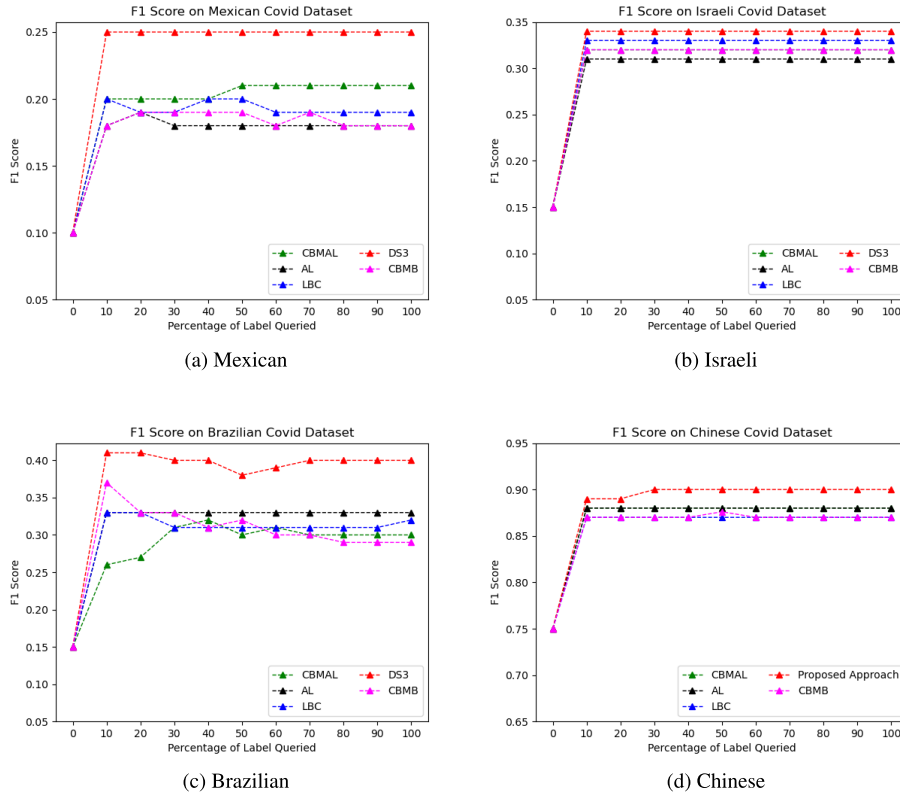 F1 Score on Mexican Covid Dataset
F1 Score
0.25
0.20
0.15
0.10
0.05
CBMAL
AL
LBC
DS3
CBMB
0 10 20 30 40 50 60 70 80 90 100
Percentage of Label Queried
(a) Mexican
F1 Score on Israeli Covid Dataset
F1 Score
0.35
0.30
0.25
0.20
0.15
0.10
0.05
CBMAL
AL
LBC
DS3
CBMB
0 10 20 30 40 50 60 70 80 90 100
Percentage of Label Queried
(b) Israeli
F1 Score on Brazilian Covid Dataset
F1 Score
0.40
0.35
0.30
0.25
0.20
0.15
0.10
0.05
CBMAL
AL
LBC
DS3
CBMB
0 10 20 30 40 50 60 70 80 90 100
Percentage of Label Queried
(c) Brazilian
F1 Score on Chinese Covid Dataset
F1 Score
0.95
0.90
0.85
0.80
0.75
0.70
0.65
CBMAL
AL
LBC
Proposed Approach
CBMB
0 10 20 30 40 50 60 70 80 90 100
Percentage of Label Queried
(d) Chinese